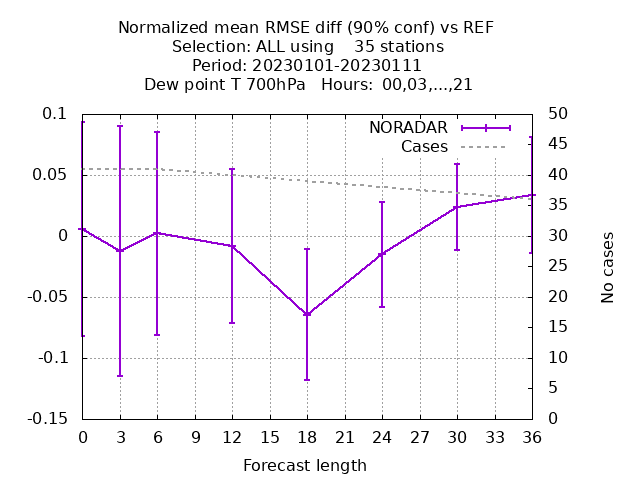 Normalized mean RMSE diff (90% conf) vs REF
Selection: ALL using    35 stations
Period: 20230101-20230111
Dew point T 700hPa   Hours:  00,03,...,21
NORADAR
Cases
0.1
0.05
0
-0.05
-0.1
-0.15
50
45
40
35
30
25
20
15
10
5
0
No cases
0 3 6 9 12 15 18 21 24 27 30 33 36
Forecast length